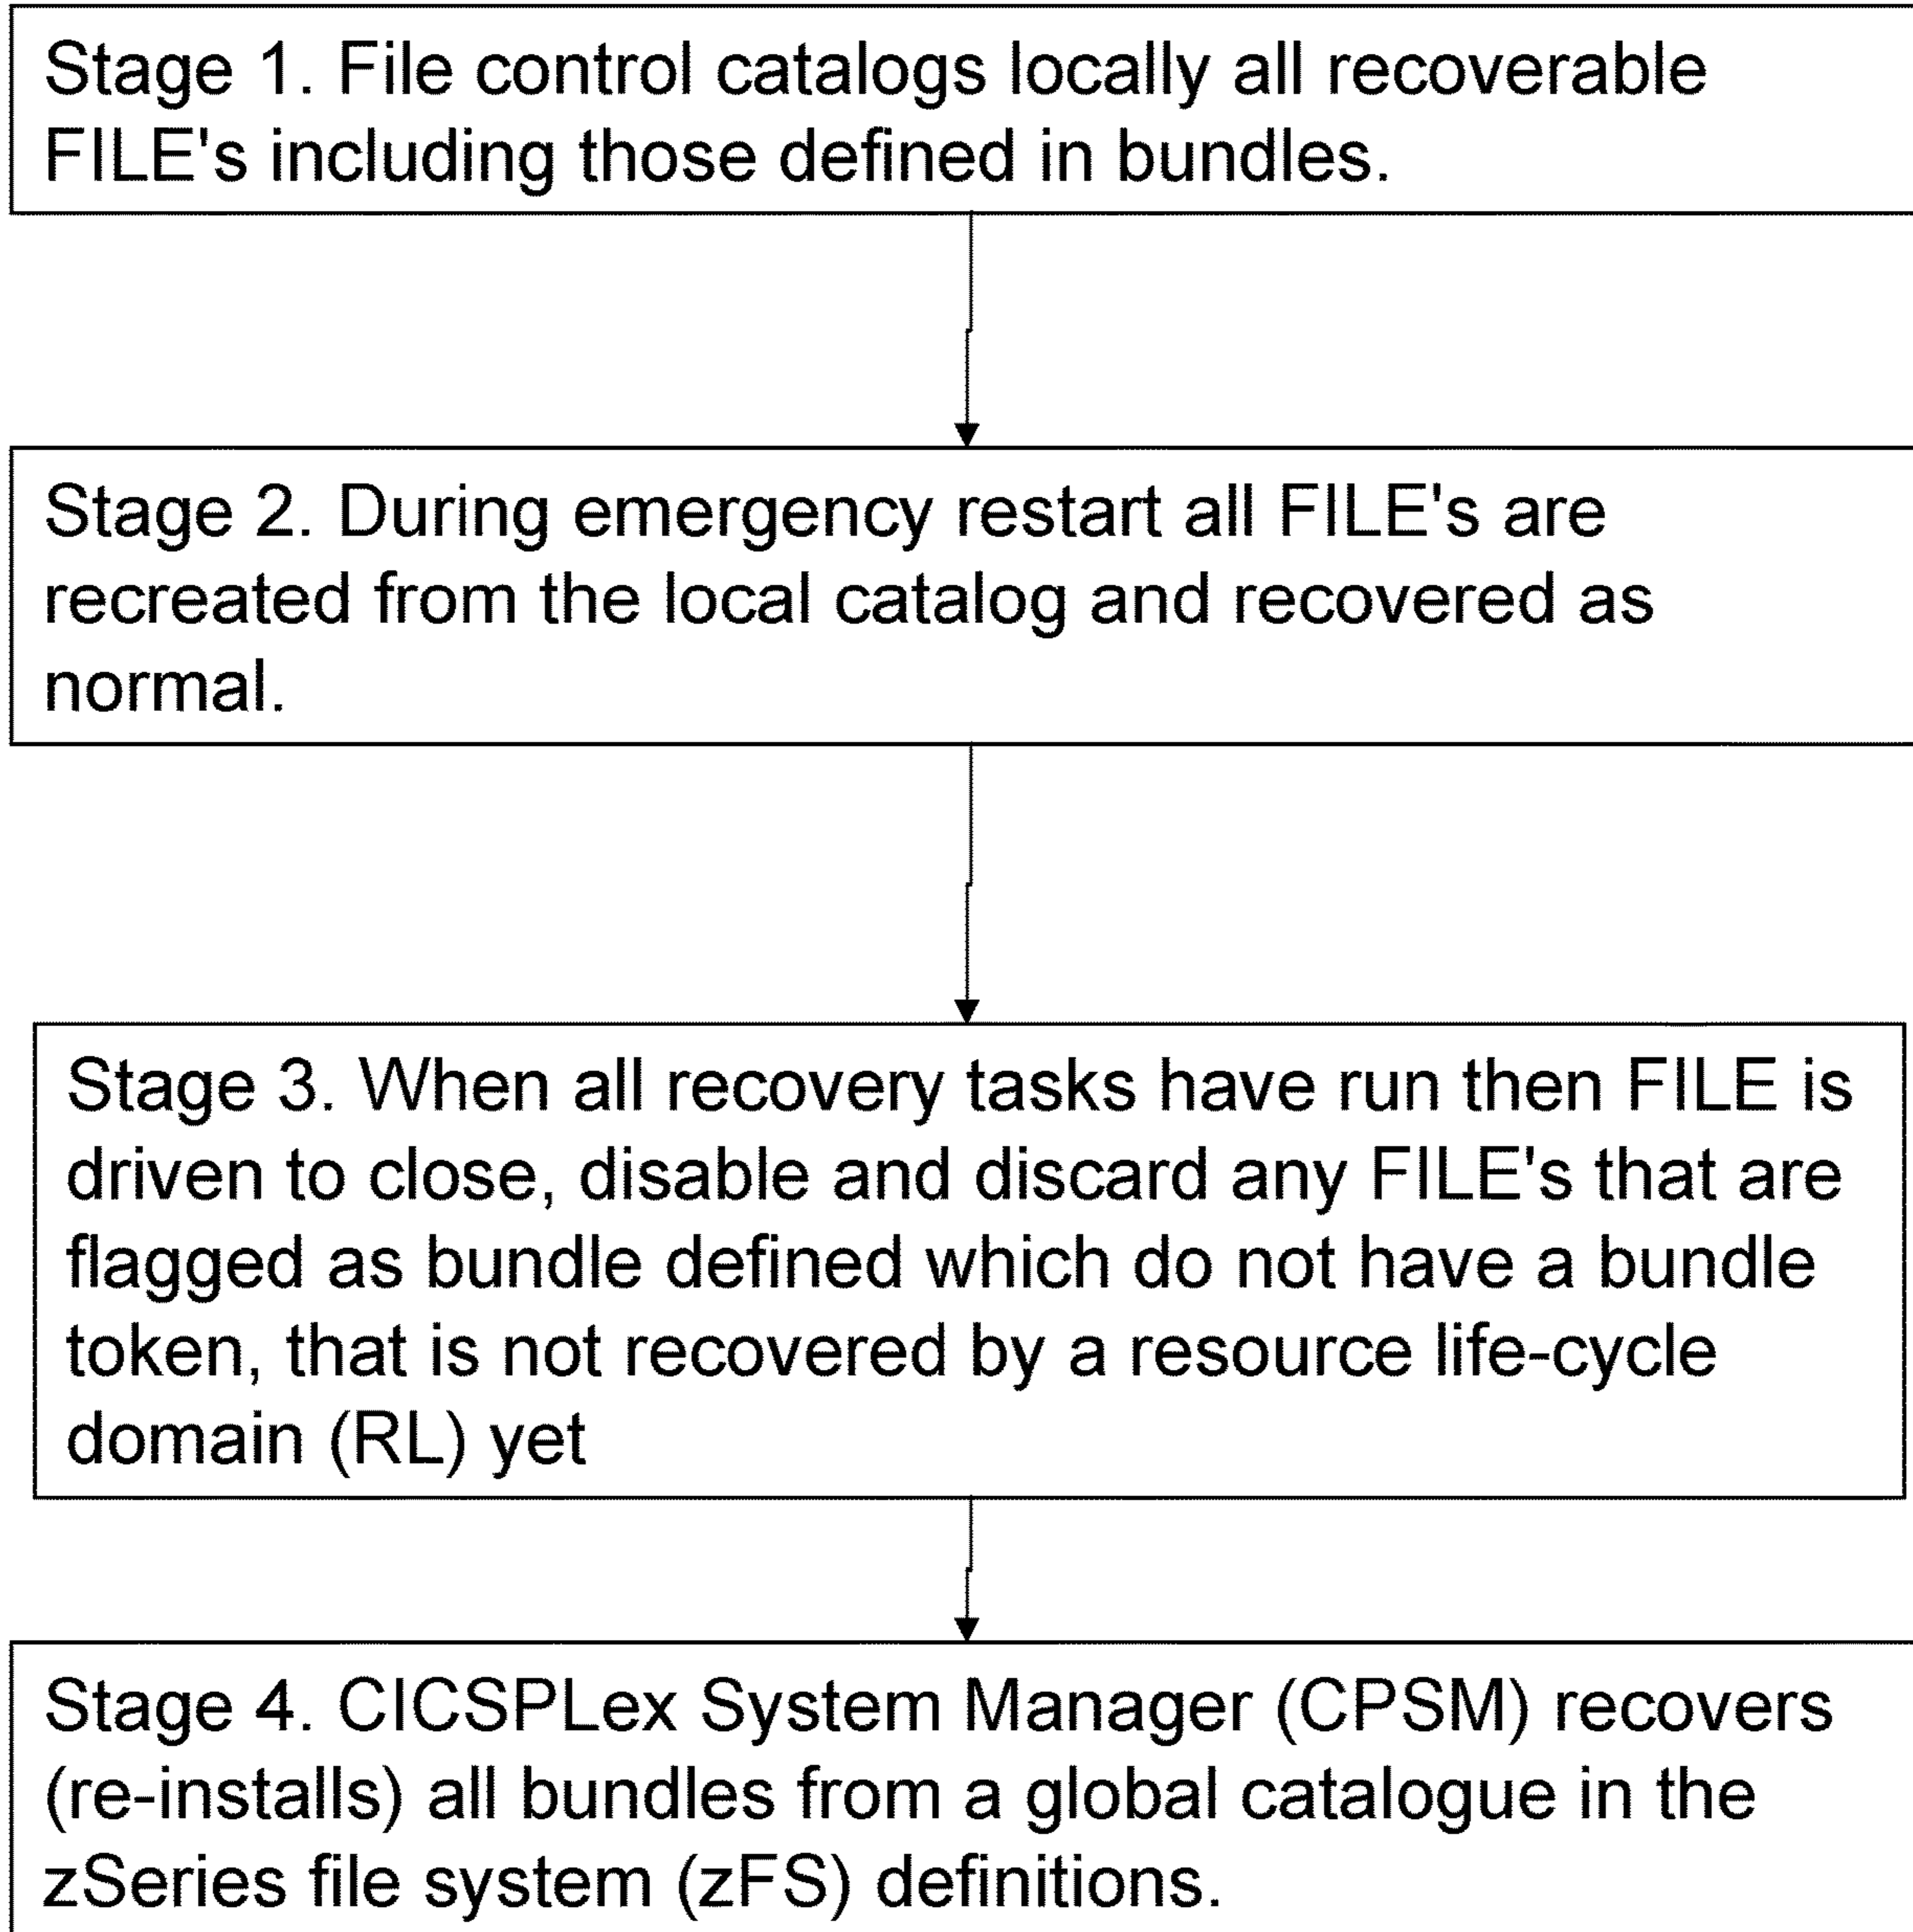 Stage 1. File control catalogs locally all recoverable
FILE's including those defined in bundles.
Stage 2. During emergency restart all FILE's are
recreated from the local catalog and recovered as
normal.
Stage 3. When all recovery tasks have run then FILE is
driven to close, disable and discard any FILE's that are
flagged as bundle defined which do not have a bundle
token, that is not recovered by a resource life-cycle
domain (RL) yet
Stage 4. CICSPLex System Manager (CPSM) recovers
(re-installs) all bundles from a global catalogue in the
zSeries file system (zFS) definitions.